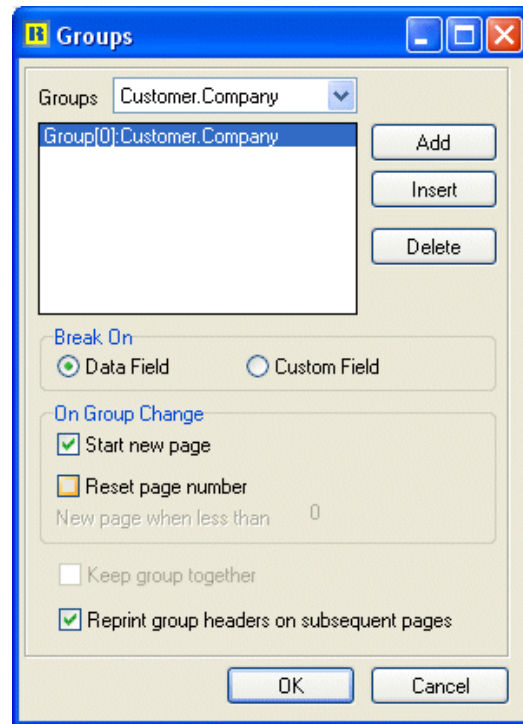 R Groups
Groups Customer.Company
Group[0]:Customer.Company
Add
Insert
Delete
Break On
Data Field Custom Field
On Group Change
Start new page
Reset page number
New page when less than 0
Keep group together
Reprint group headers on subsequent pages
OK Cancel